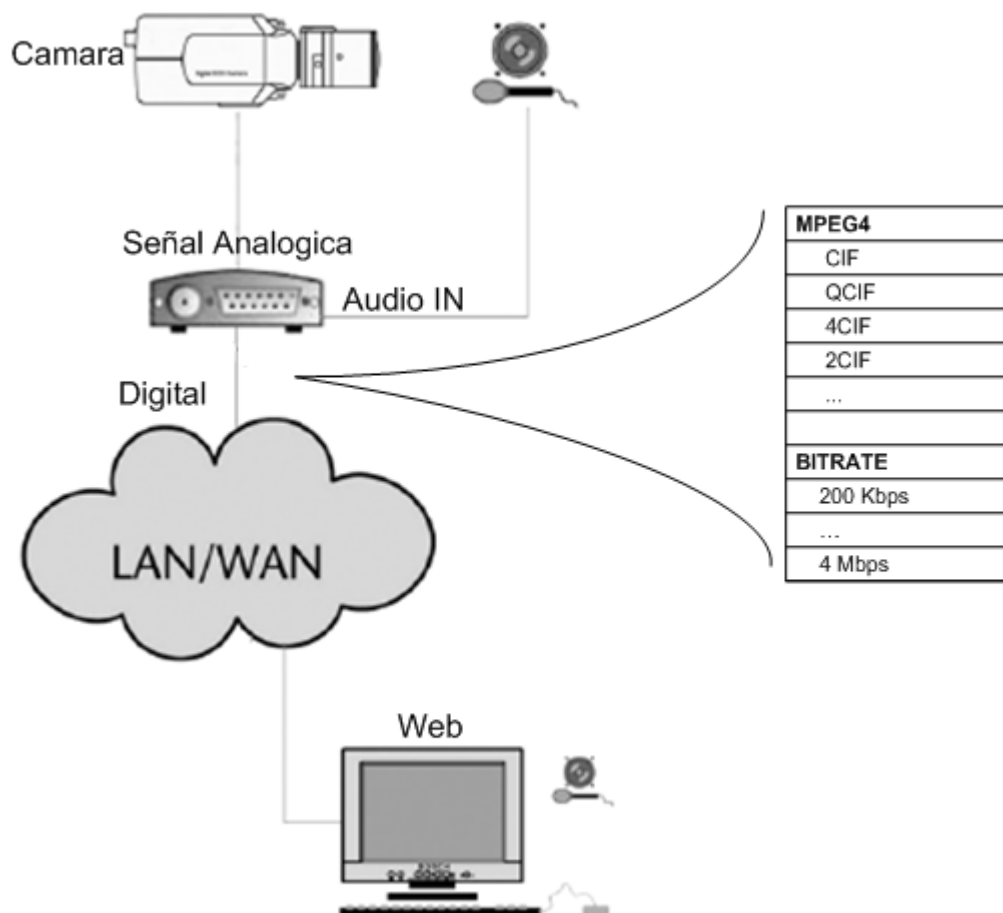 Camara
Señal Analogica
Audio IN
Digital
MPEG4
CIF
QCIF
4CIF
2CIF
...
BITRATE
200 Kbps
...
4 Mbps
LAN/WAN
Web
BOSCH